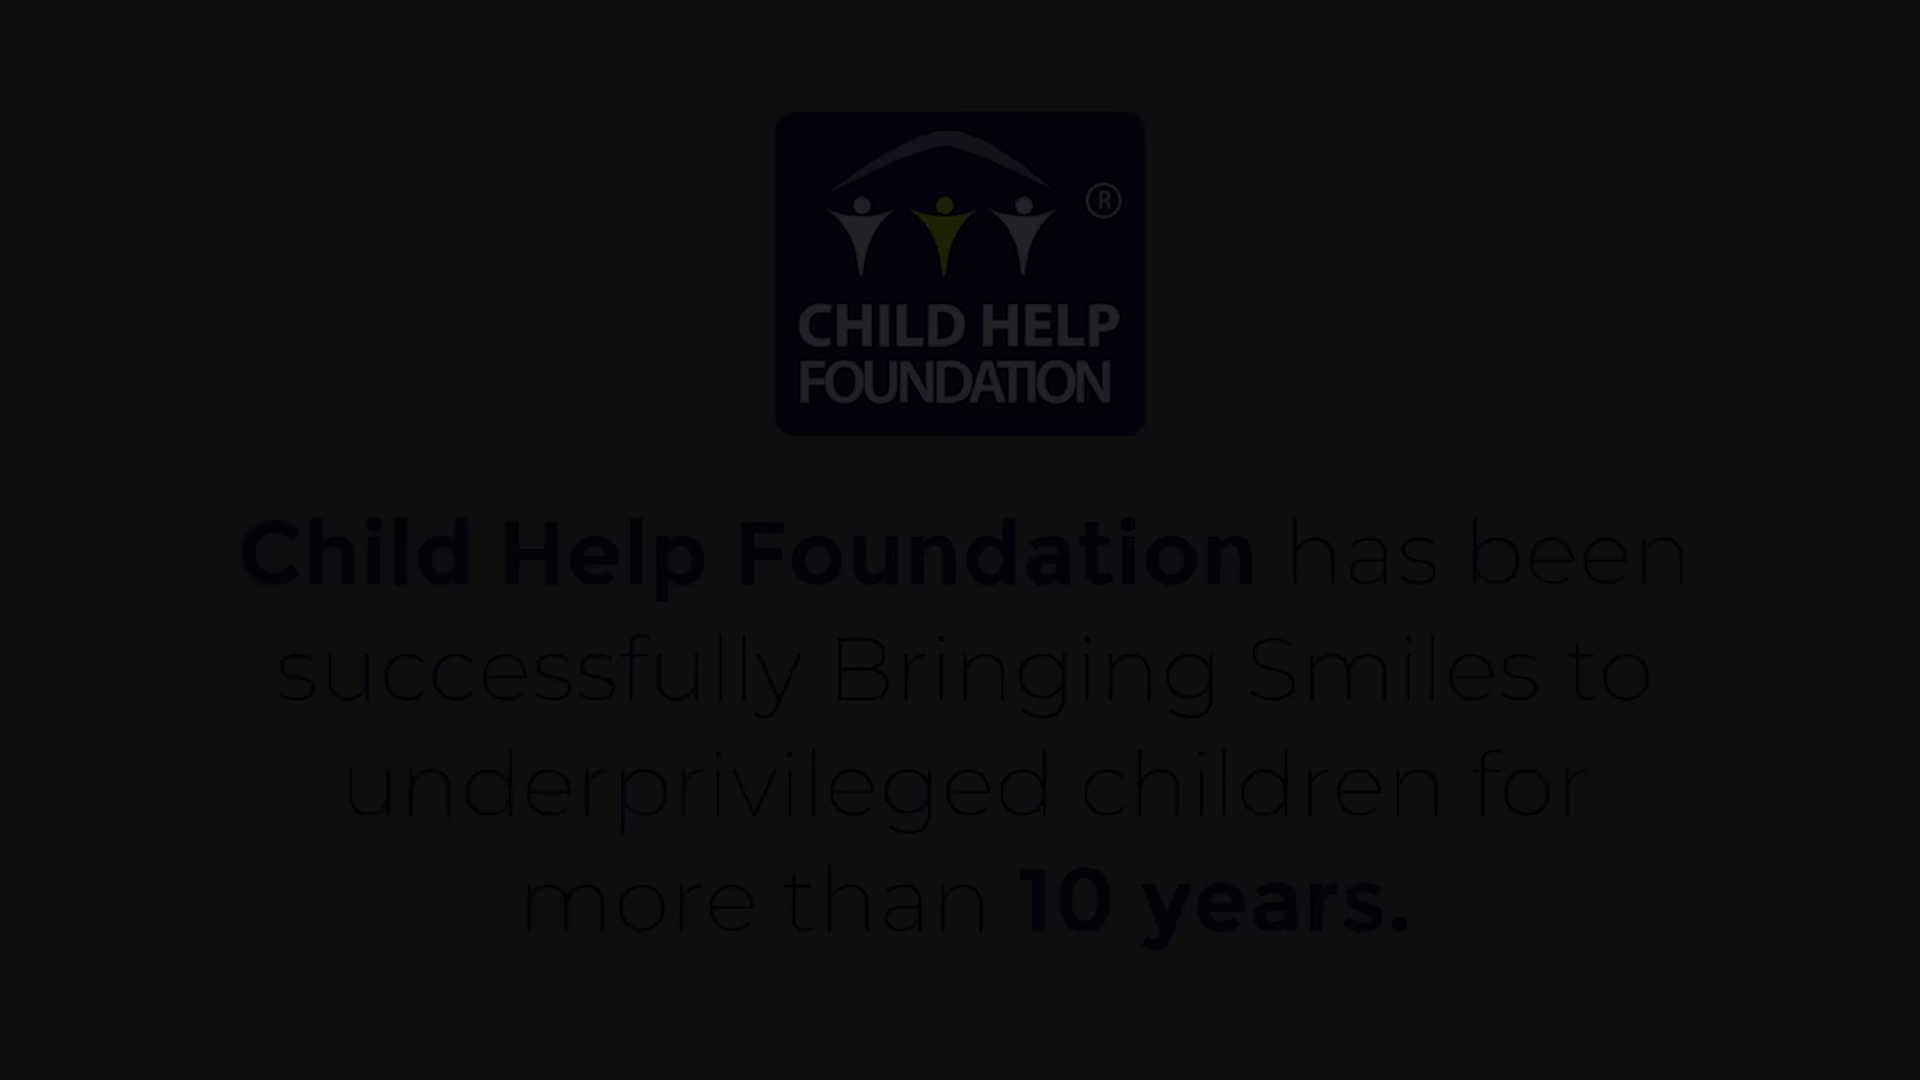 ®
CHILD HELP
FOUNDATION
Child Help Foundation has been
successfully Bringing Smiles to
underprivileged children for
more than 10 years.